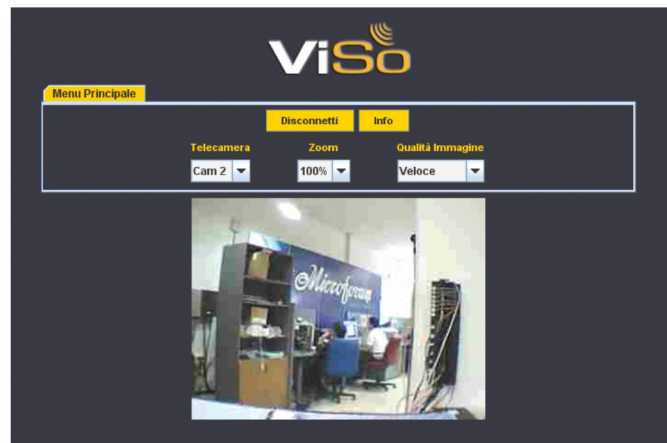 ViSo
Menu Principale
Disconnetti Info
Telecamera Zoom Qualità Immagine
Cam 2 100% Veloce
Microforum